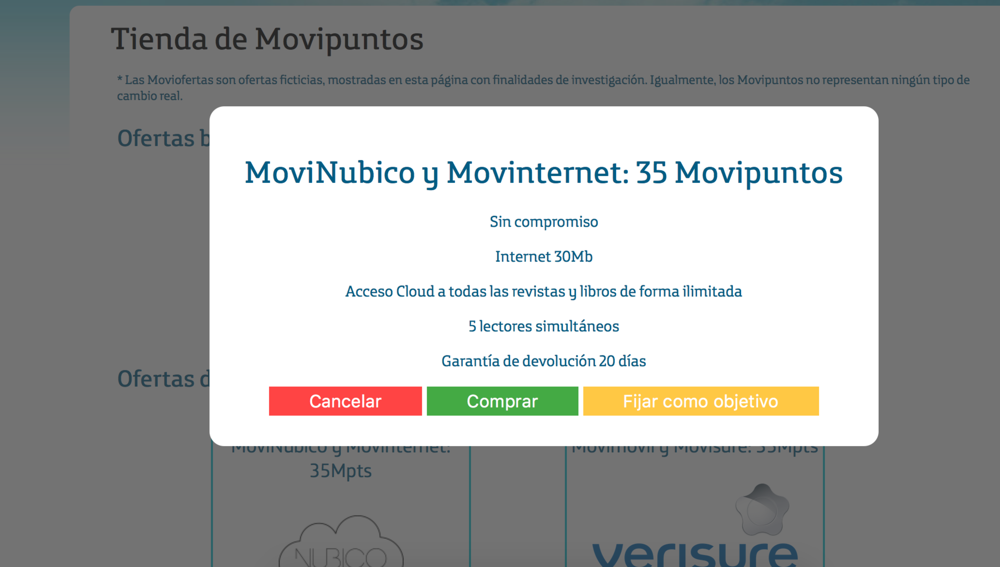 Tienda de Movipuntos
* Las Moviofertas son ofertas ficticias, mostradas en esta página con finalidades de investigación. Igualmente, los Movipuntos no representan ningún tipo de
cambio real.
Ofertas
MoviNubico y Movinternet: 35 Movipuntos
Sin compromiso
Internet 30Mb
Acceso Cloud a todas las revistas y libros de forma ilimitada
5 lectores simultáneos
Garantía de devolución 20 días
Ofertas
Cancelar Comprar Fijar como objetivo
MoviNubico y Movinternet:
35Mpts
Movimovil y Movisure: 35Mpts
NUBICO
verisure